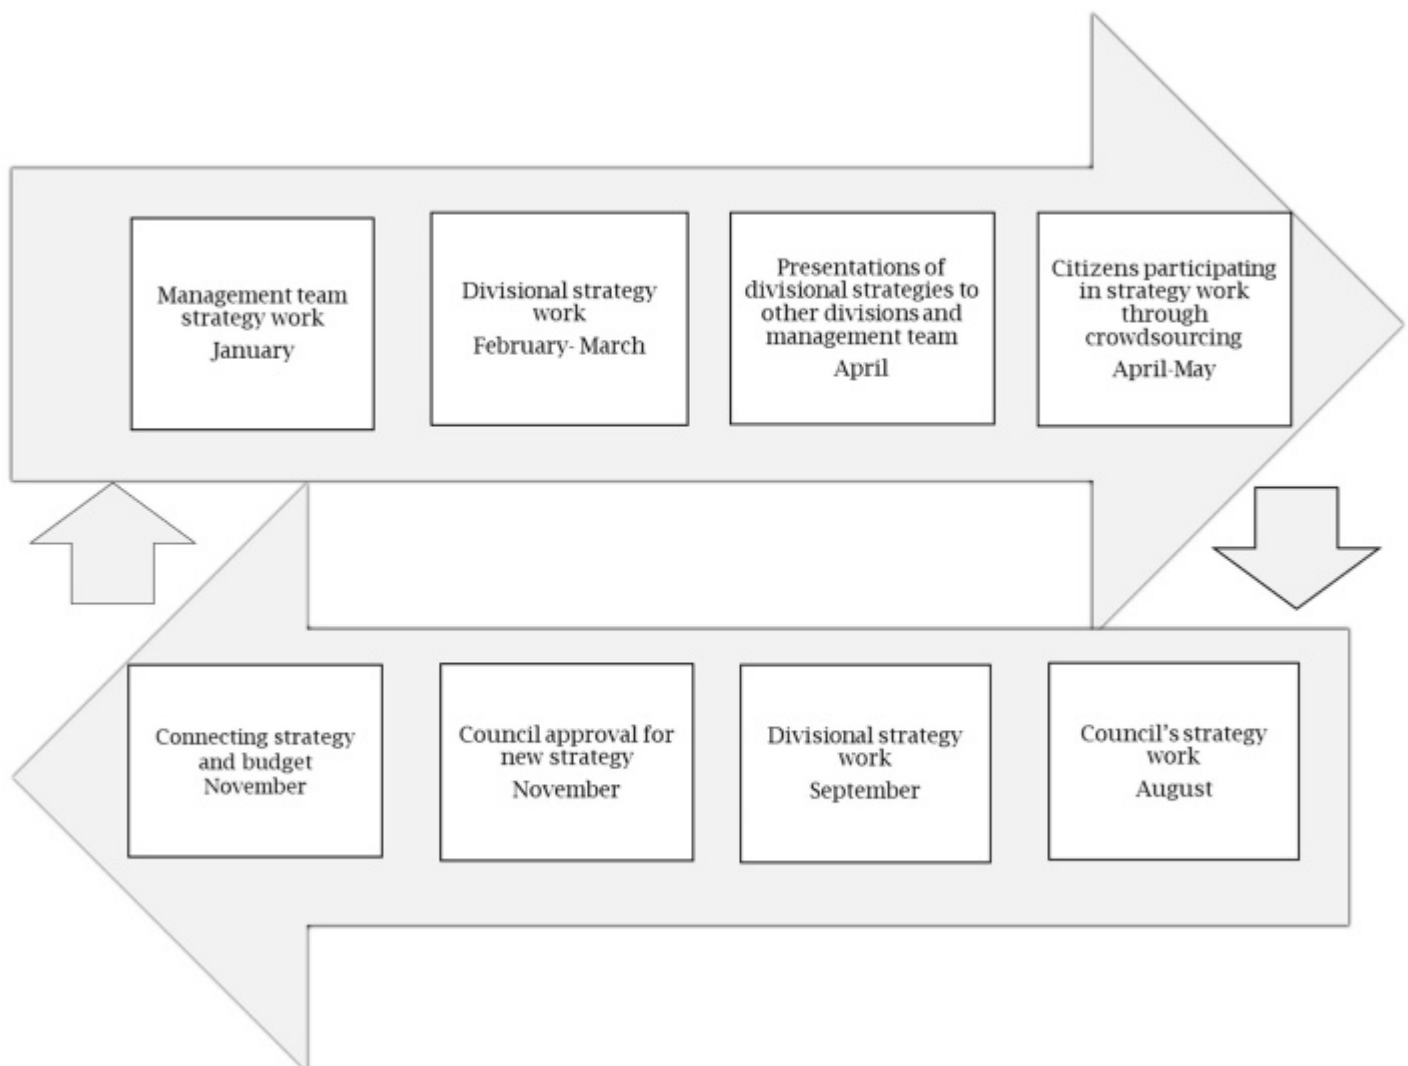 Management team
strategy work
January
Divisional strategy
work
February- March
Presentations of
divisional strategies to
other divisions and
management team
April
Citizens participating
in strategy work
through
crowdsourcing
April-May
Connecting strategy
and budget
November
Council approval for
new strategy
November
Divisional strategy
work
September
Council’s strategy
work
August